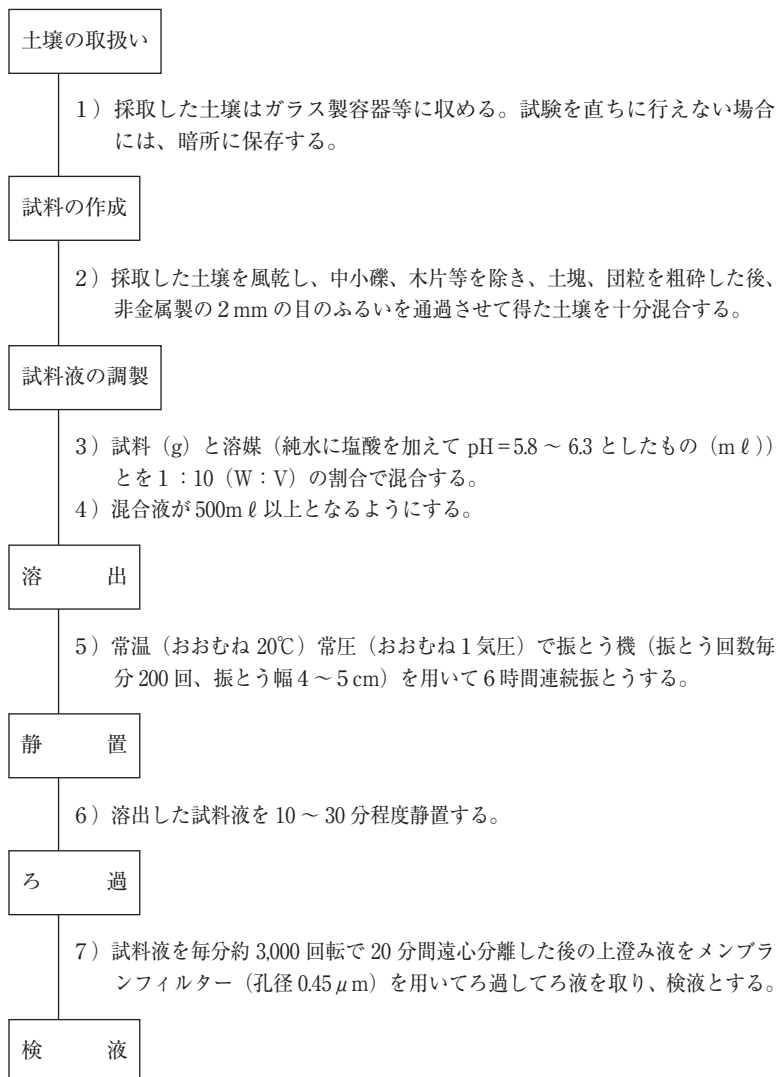 土壌の取扱い
1）採取した土壌はガラス製容器等に収める。試験を直ちに行えない場合
には、暗所に保存する。
試料の作成
2）採取した土壌を風乾し、中小礫、木片等を除き、土塊、団粒を粗砕した後、
非金属製の2mmの目のふるいを通過させて得た土壌を十分混合する。
試料液の調製
3）試料（g）と溶媒（純水に塩酸を加えて pH=5.8～6.3としたもの（mℓ））
とを1：10（W：V）の割合で混合する。
4）混合液が500mℓ以上となるようにする。
溶　　出
5）常温（おおむね20℃）常圧（おおむね1気圧）で振とう機（振とう回数毎
分200回、振とう幅4～5cm）を用いて6時間連続振とうする。
静　　置
6）溶出した試料液を10～30分程度静置する。
ろ　　過
7）試料液を毎分約3,000回転で20分間遠心分離した後の上澄み液をメンブラ
ンフィルター（孔径0.45μm）を用いてろ過してろ液を取り、検液とする。
検　　液